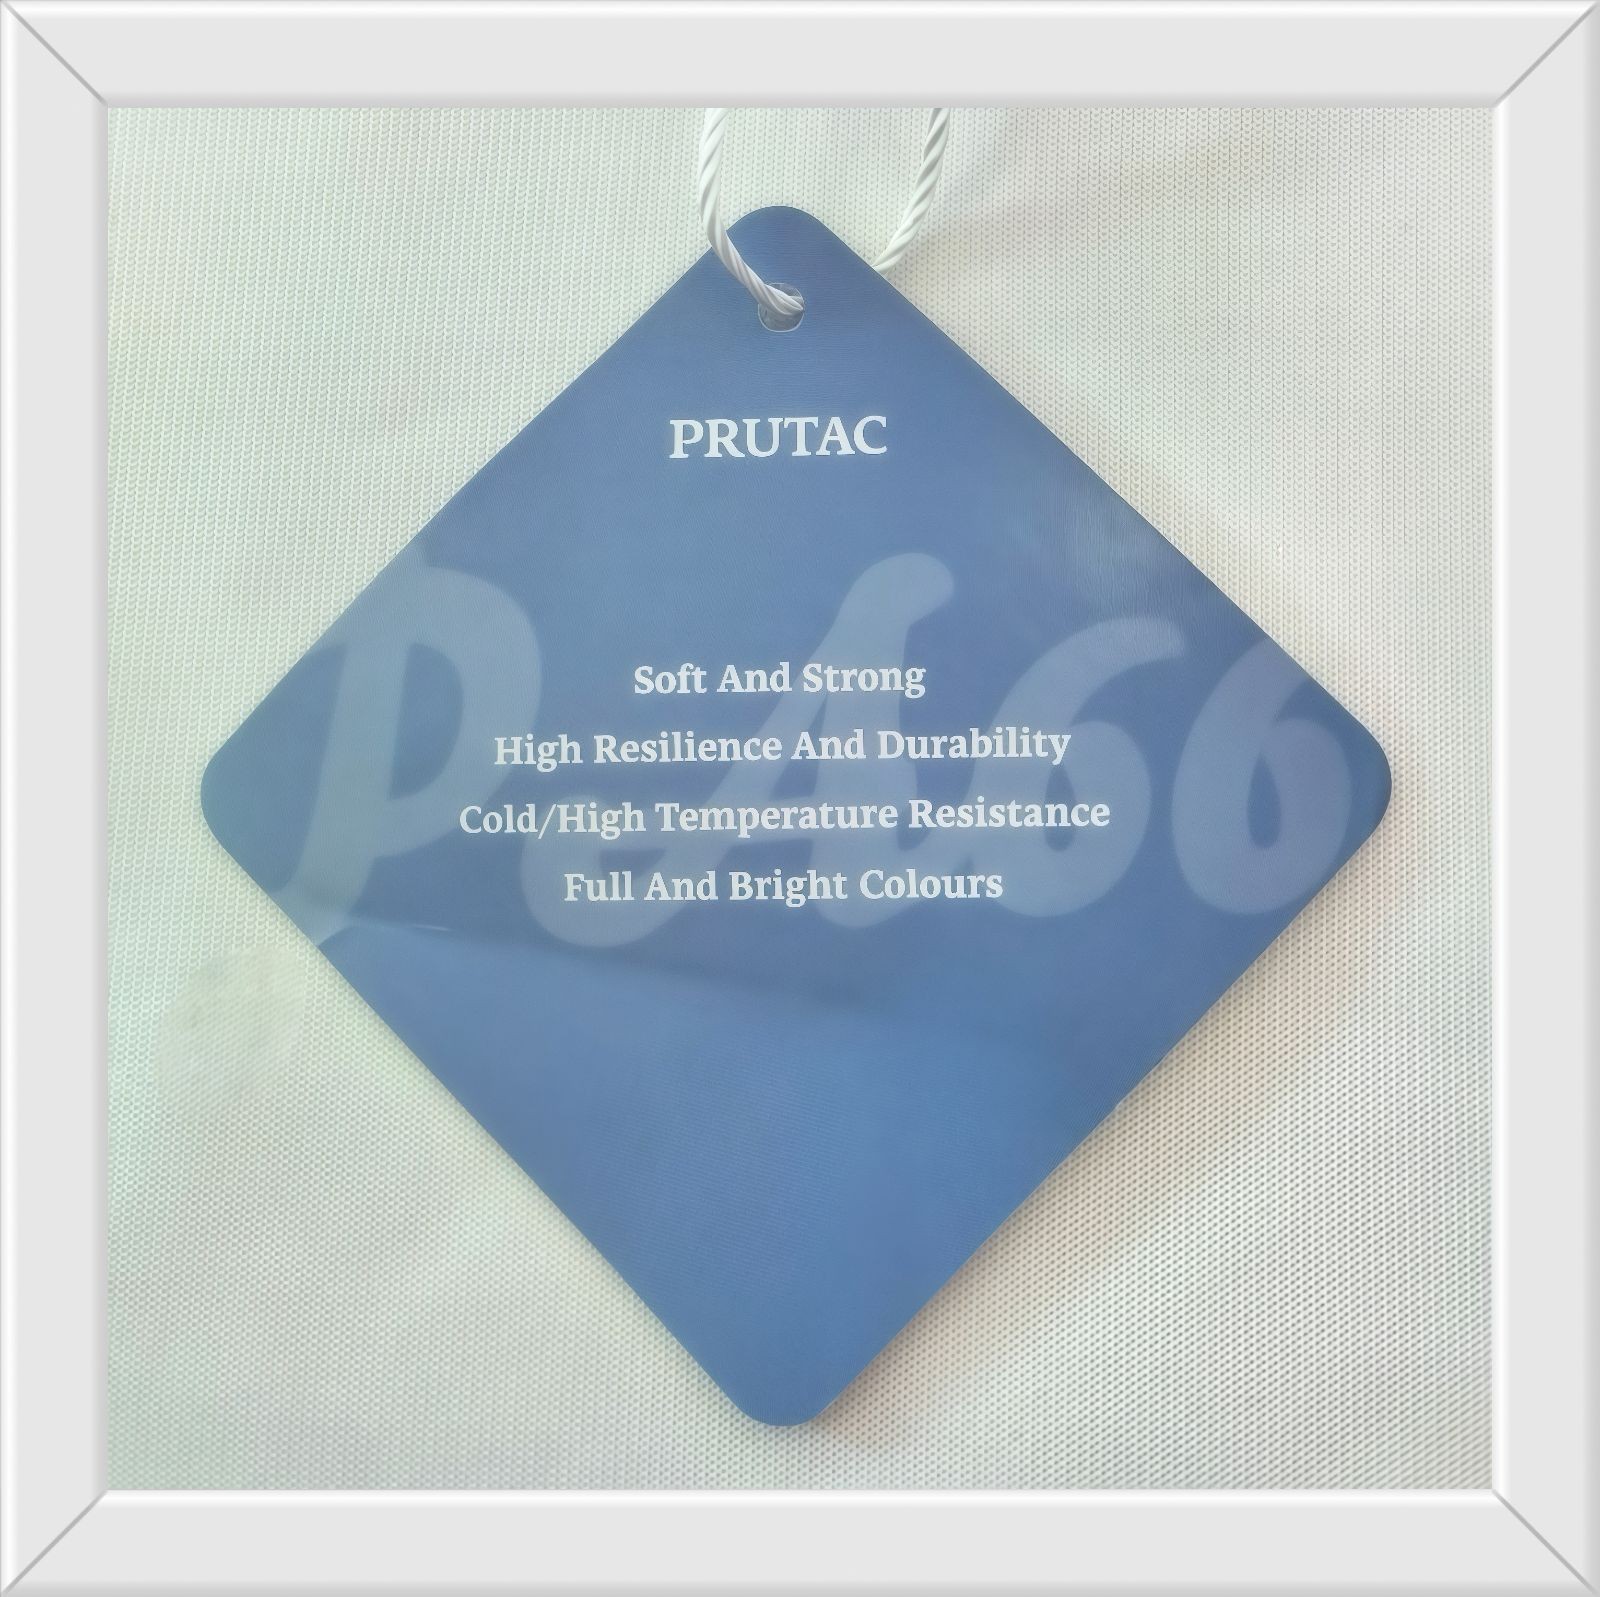 PRUTAC
PA66
Soft And Strong
High Resilience And Durability
Cold/High Temperature Resistance
Full And Bright Colours